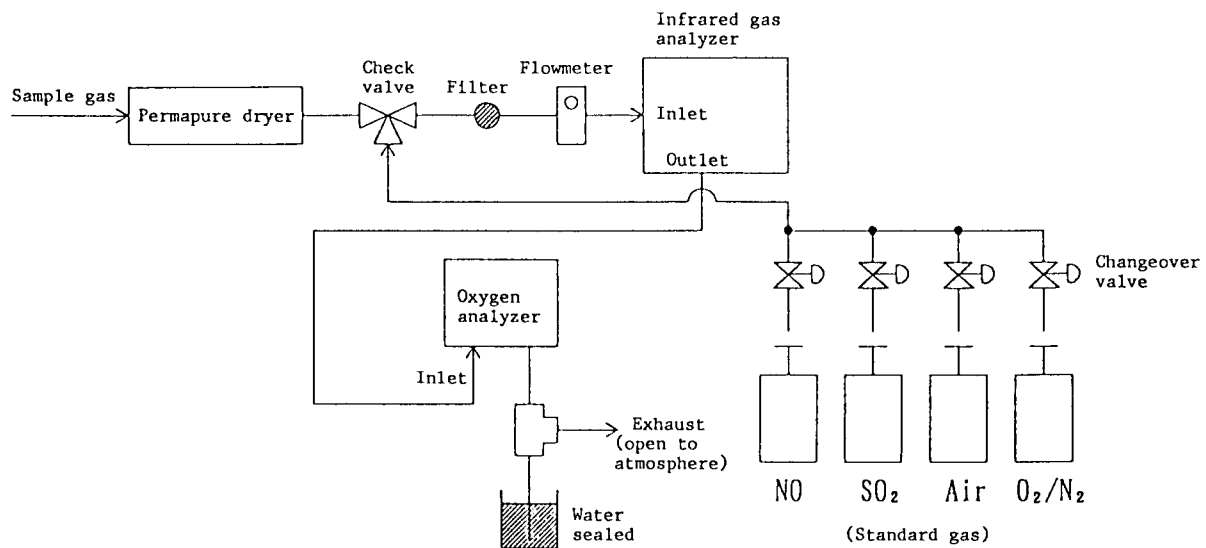 Infrared gas
analyzer
Check
valve
Filter
Flowmeter
Sample gas
Permapure dryer
Inlet
Outlet
Changeover
valve
Oxygen
analyzer
Inlet
Exhaust
(open to
atmosphere)
Water
sealed
NO SO₂ Air O₂/N₂
(Standard gas)